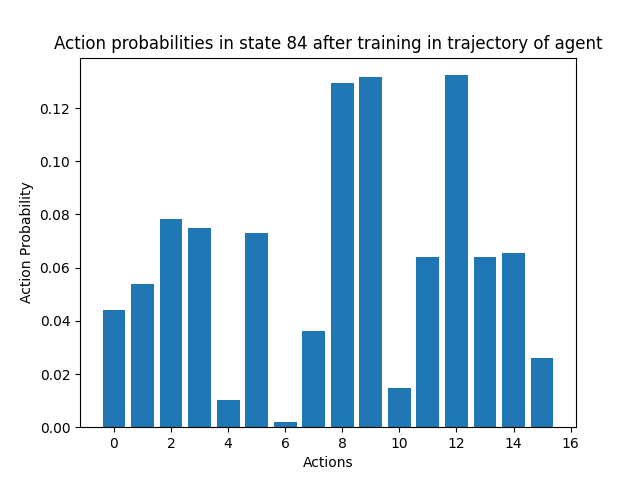 Action probabilities in state 84 after training in trajectory of agent
0.12
0.10
0.08
0.06
0.04
0.02
0.00
Action Probability
0 2 4 6 8 10 12 14 16
Actions